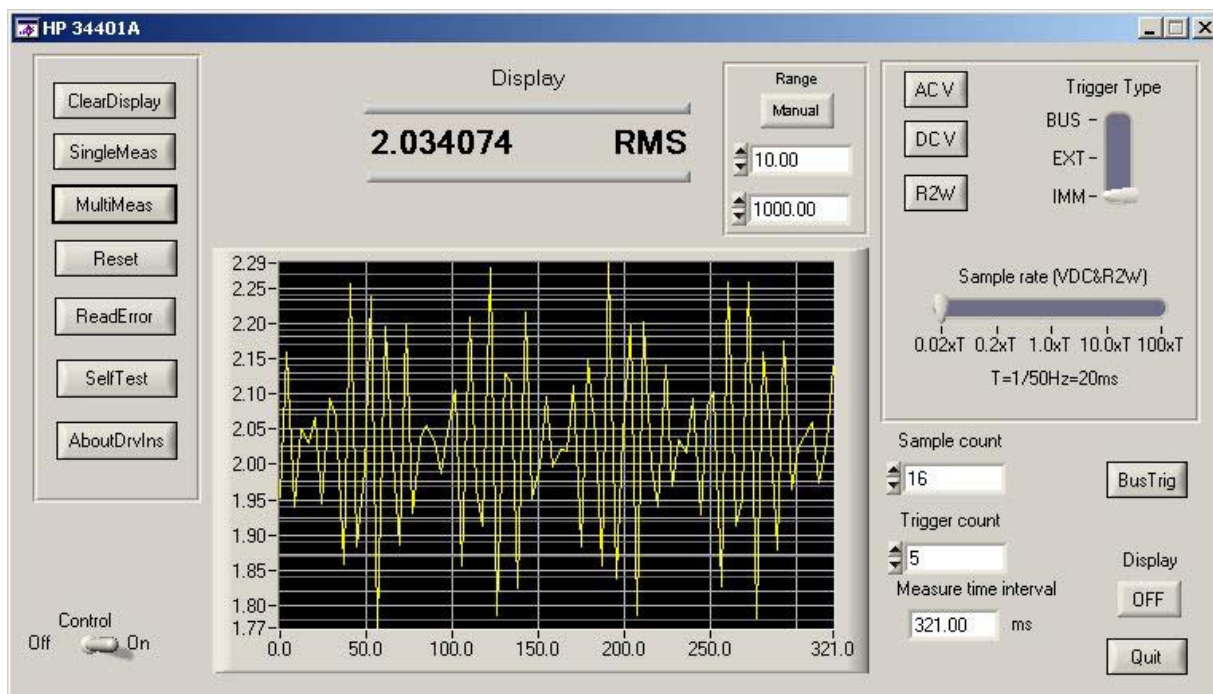 HP 34401A
ClearDisplay
SingleMeas
MultiMeas
Reset
ReadError
SelfTest
AboutDrvIns
Control
Off On
Display
2.034074 RMS
Range
Manual
10.00
1000.00
2.29
2.25
2.20
2.15
2.10
2.05
2.00
1.95
1.90
1.85
1.80
1.77
0.0 50.0 100.0 150.0 200.0 250.0 321.0
AC V
DC V
R2W
Trigger Type
BUS
EXT
IMM
Sample rate (VDC&R2W)
0.02xT 0.2xT 1.0xT 10.0xT 100xT
T=1/50Hz=20ms
Sample count
16
BusTrig
Trigger count
5
Measure time interval
321.00 ms
Display
OFF
Quit